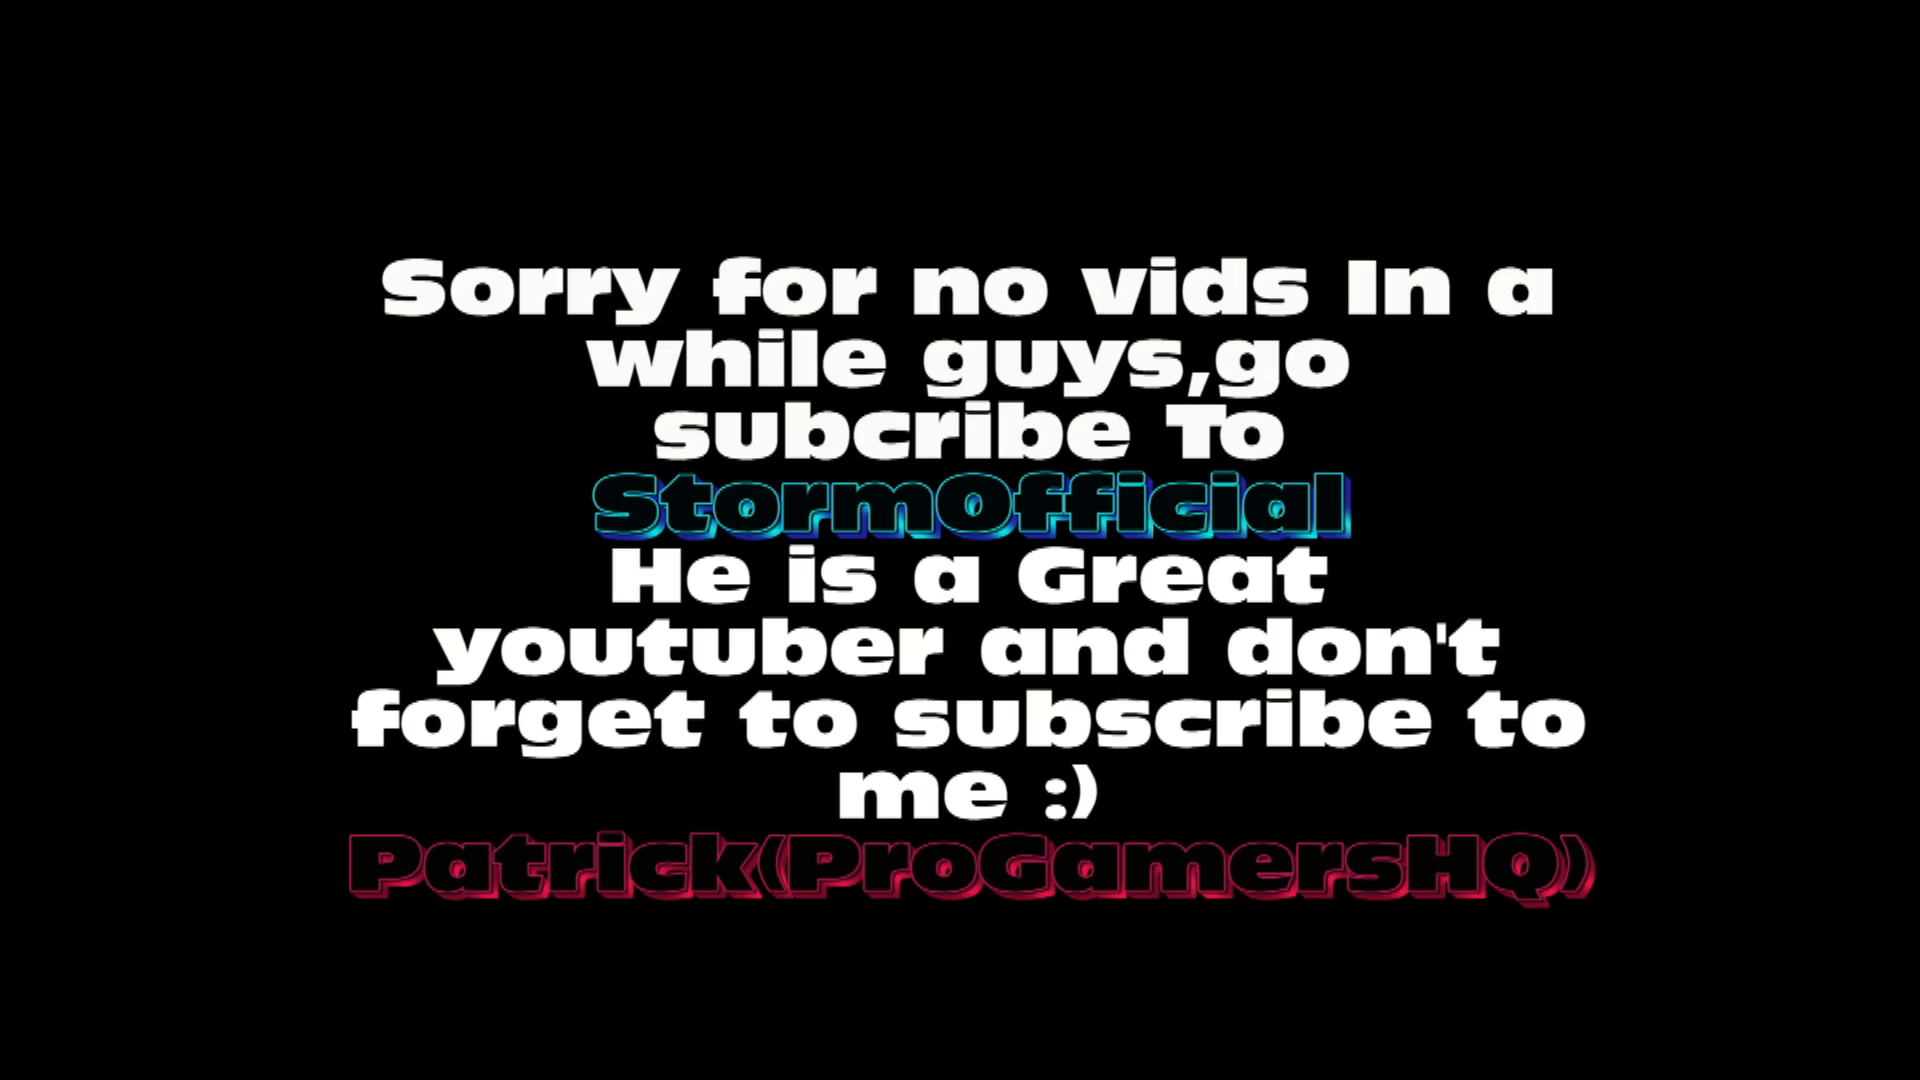 Sorry for no vids In a
while guys,go
subcribe To
StormOfficial
He is a Great
youtuber and don't
forget to subscribe to
me :)
Patrick(ProGamersHQ)